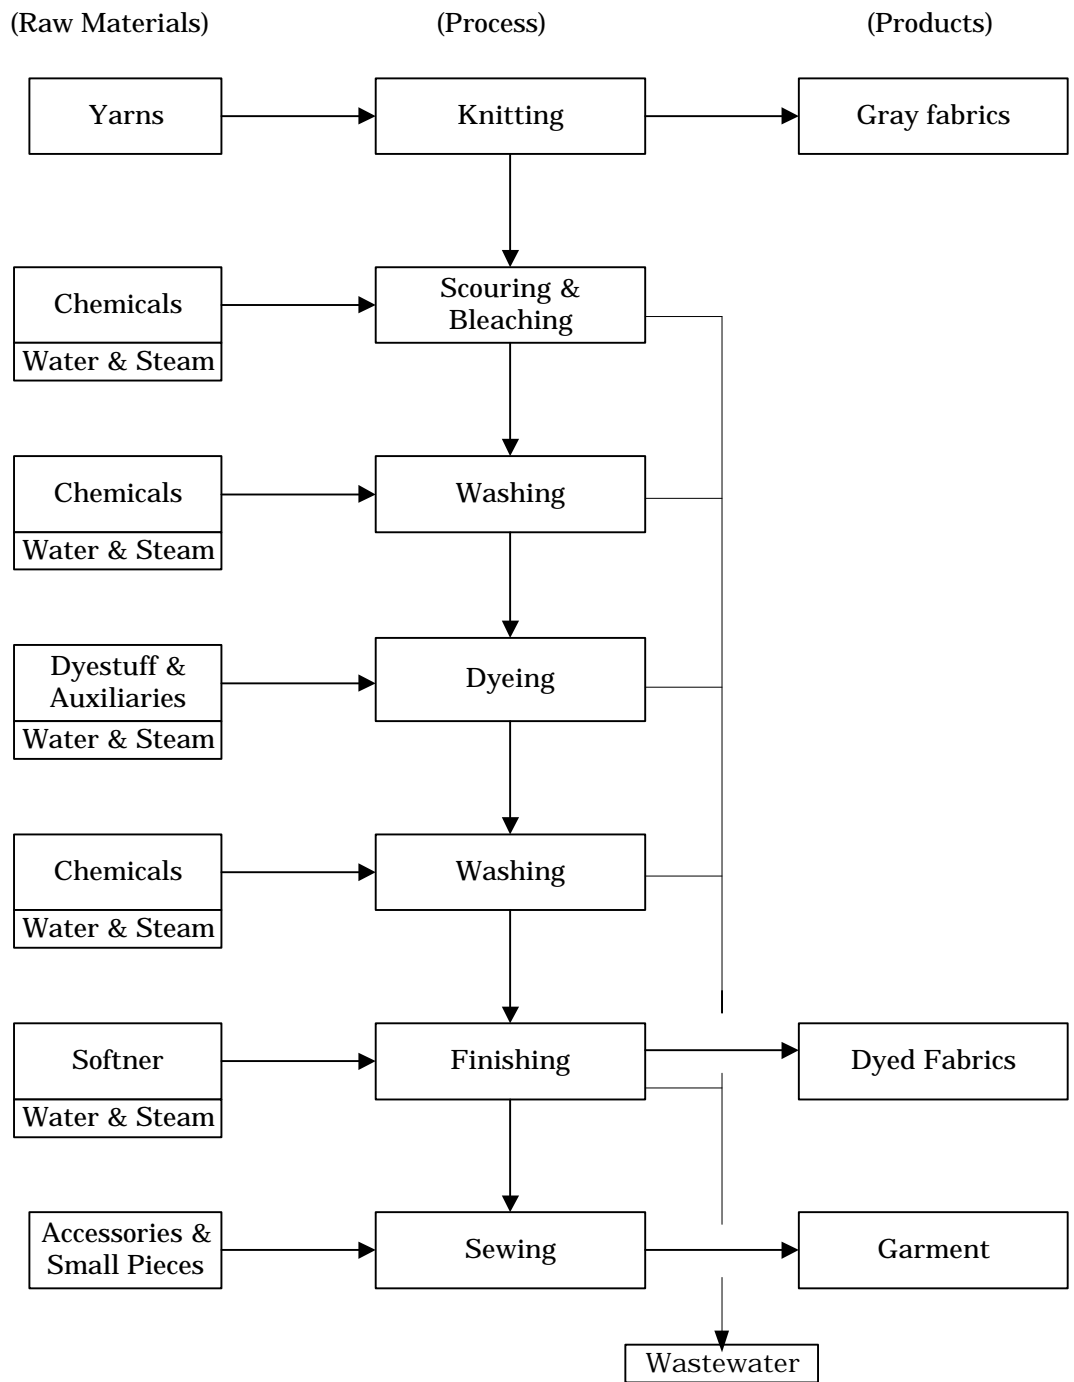 (Raw Materials)
(Process)
(Products)
Yarns
Knitting
Gray fabrics
Chemicals
Water & Steam
Scouring &
Bleaching
Chemicals
Water & Steam
Washing
Dyestuff &
Auxiliaries
Water & Steam
Dyeing
Chemicals
Water & Steam
Washing
Softner
Water & Steam
Finishing
Dyed Fabrics
Accessories &
Small Pieces
Sewing
Garment
Wastewater